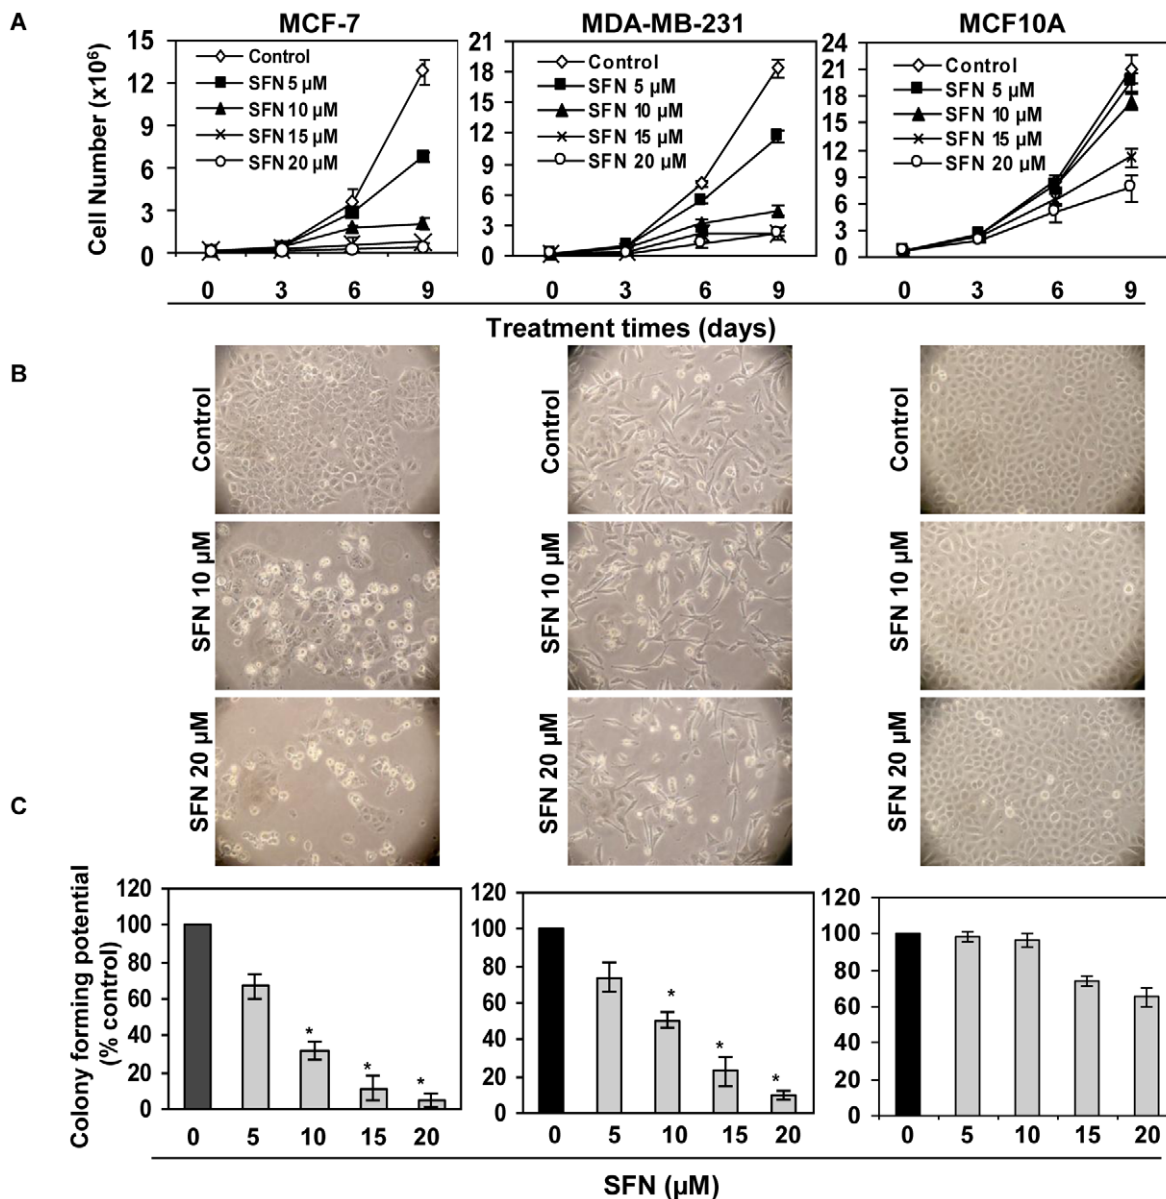 A
MCF-7
MDA-MB-231
MCF10A
Cell Number (x10⁶)
15
12
9
6
3
0
Control
SFN 5 µM
SFN 10 µM
SFN 15 µM
SFN 20 µM
21
18
15
12
9
6
3
0
Control
SFN 5 µM
SFN 10 µM
SFN 15 µM
SFN 20 µM
24
21
18
15
12
9
6
3
0
Control
SFN 5 µM
SFN 10 µM
SFN 15 µM
SFN 20 µM
0 3 6 9
0 3 6 9
0 3 6 9
Treatment times (days)
B
Control
Control
Control
SFN 10 µM
SFN 10 µM
SFN 10 µM
SFN 20 µM
SFN 20 µM
SFN 20 µM
C
Colony forming potential
(% control)
120
100
80
60
40
20
0
* * *
0 5 10 15 20
120
100
80
60
40
20
0
* * *
0 5 10 15 20
120
100
80
60
40
20
0
0 5 10 15 20
SFN (µM)